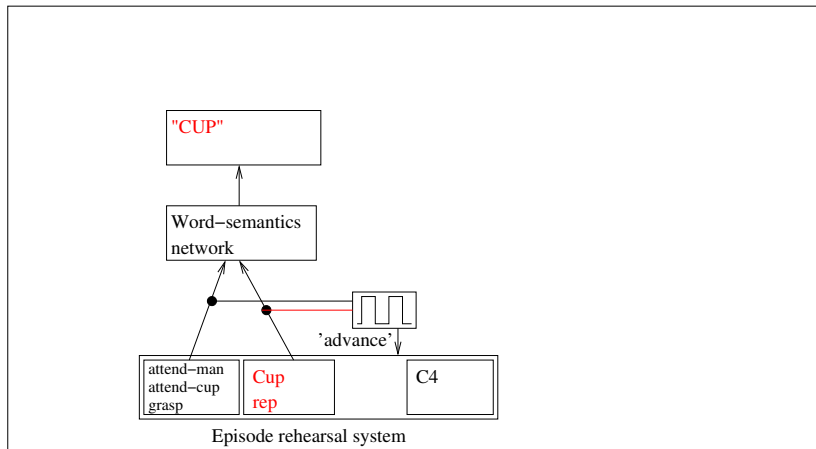 "CUP"
Word−semantics
network
'advance'
attend−man
attend−cup
grasp
Cup
rep
C4
Episode rehearsal system